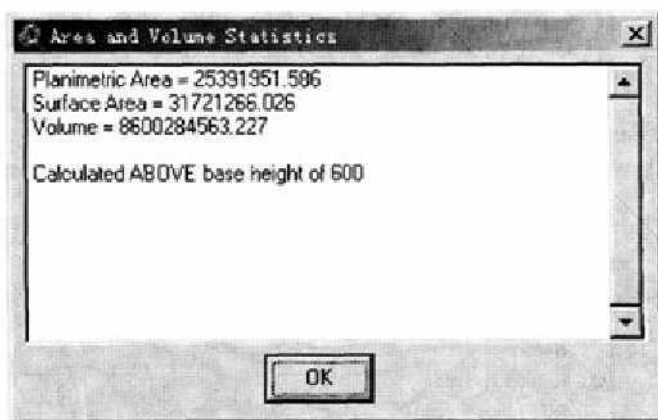 Area and Volume Statistics
Planimetric Area = 25391951.586
Surface Area = 31721266.026
Volume = 8600284563.227
Calculated ABOVE base height of 600
OK